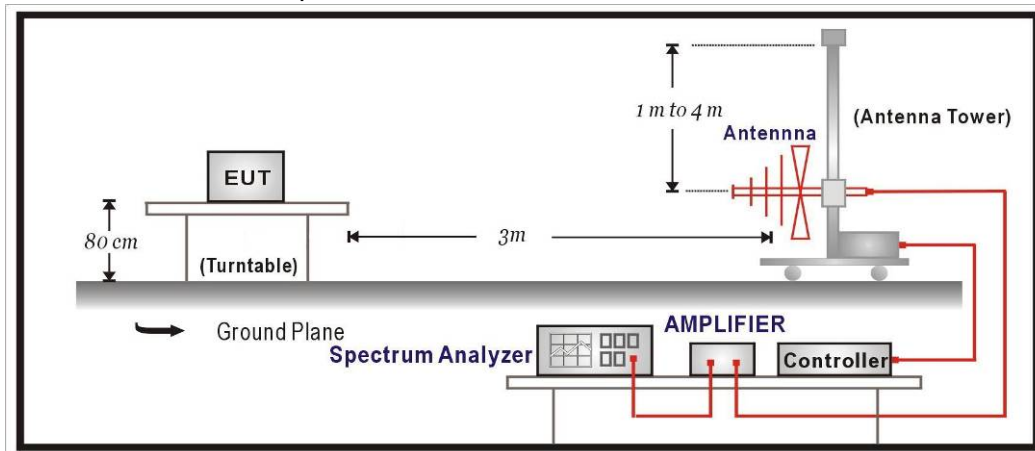 1 m to 4 m
(Antenna Tower)
Antennna
EUT
80 cm
3m
(Turntable)
Ground Plane
AMPLIFIER
Spectrum Analyzer
Controller